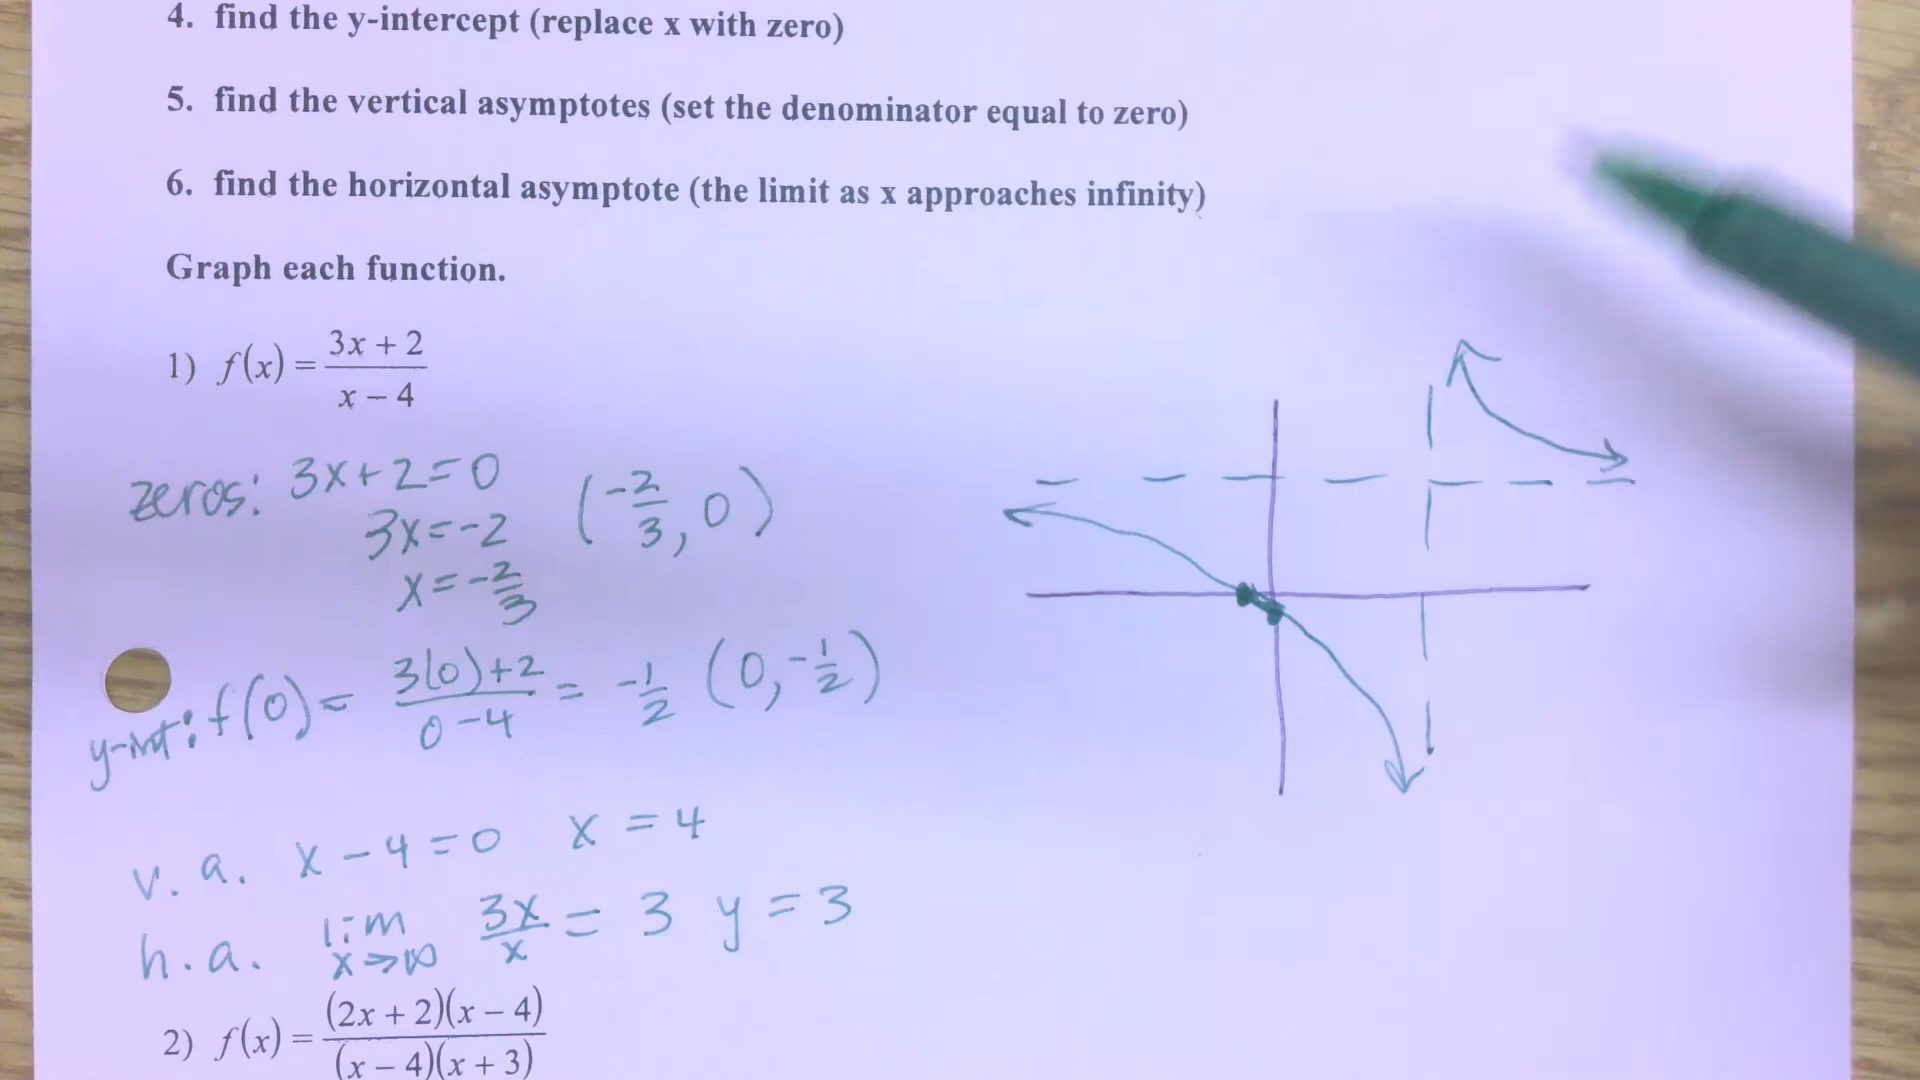 4. find the y-intercept (replace x with zero)
5. find the vertical asymptotes (set the denominator equal to zero)
6. find the horizontal asymptote (the limit as x approaches infinity)
Graph each function.
1) f(x) = (3x + 2)/(x − 4)
zeros: 3x+2=0
3x=-2 (-2/3, 0)
x=-2/3
y-int: f(0)= (3(0)+2)/(0-4) = -1/2 (0, -1/2)
v.a. x-4=0 x=4
h.a. lim x→∞ 3x/x = 3 y=3
2) f(x) = ((2x + 2)(x − 4))/((x − 4)(x + 3))